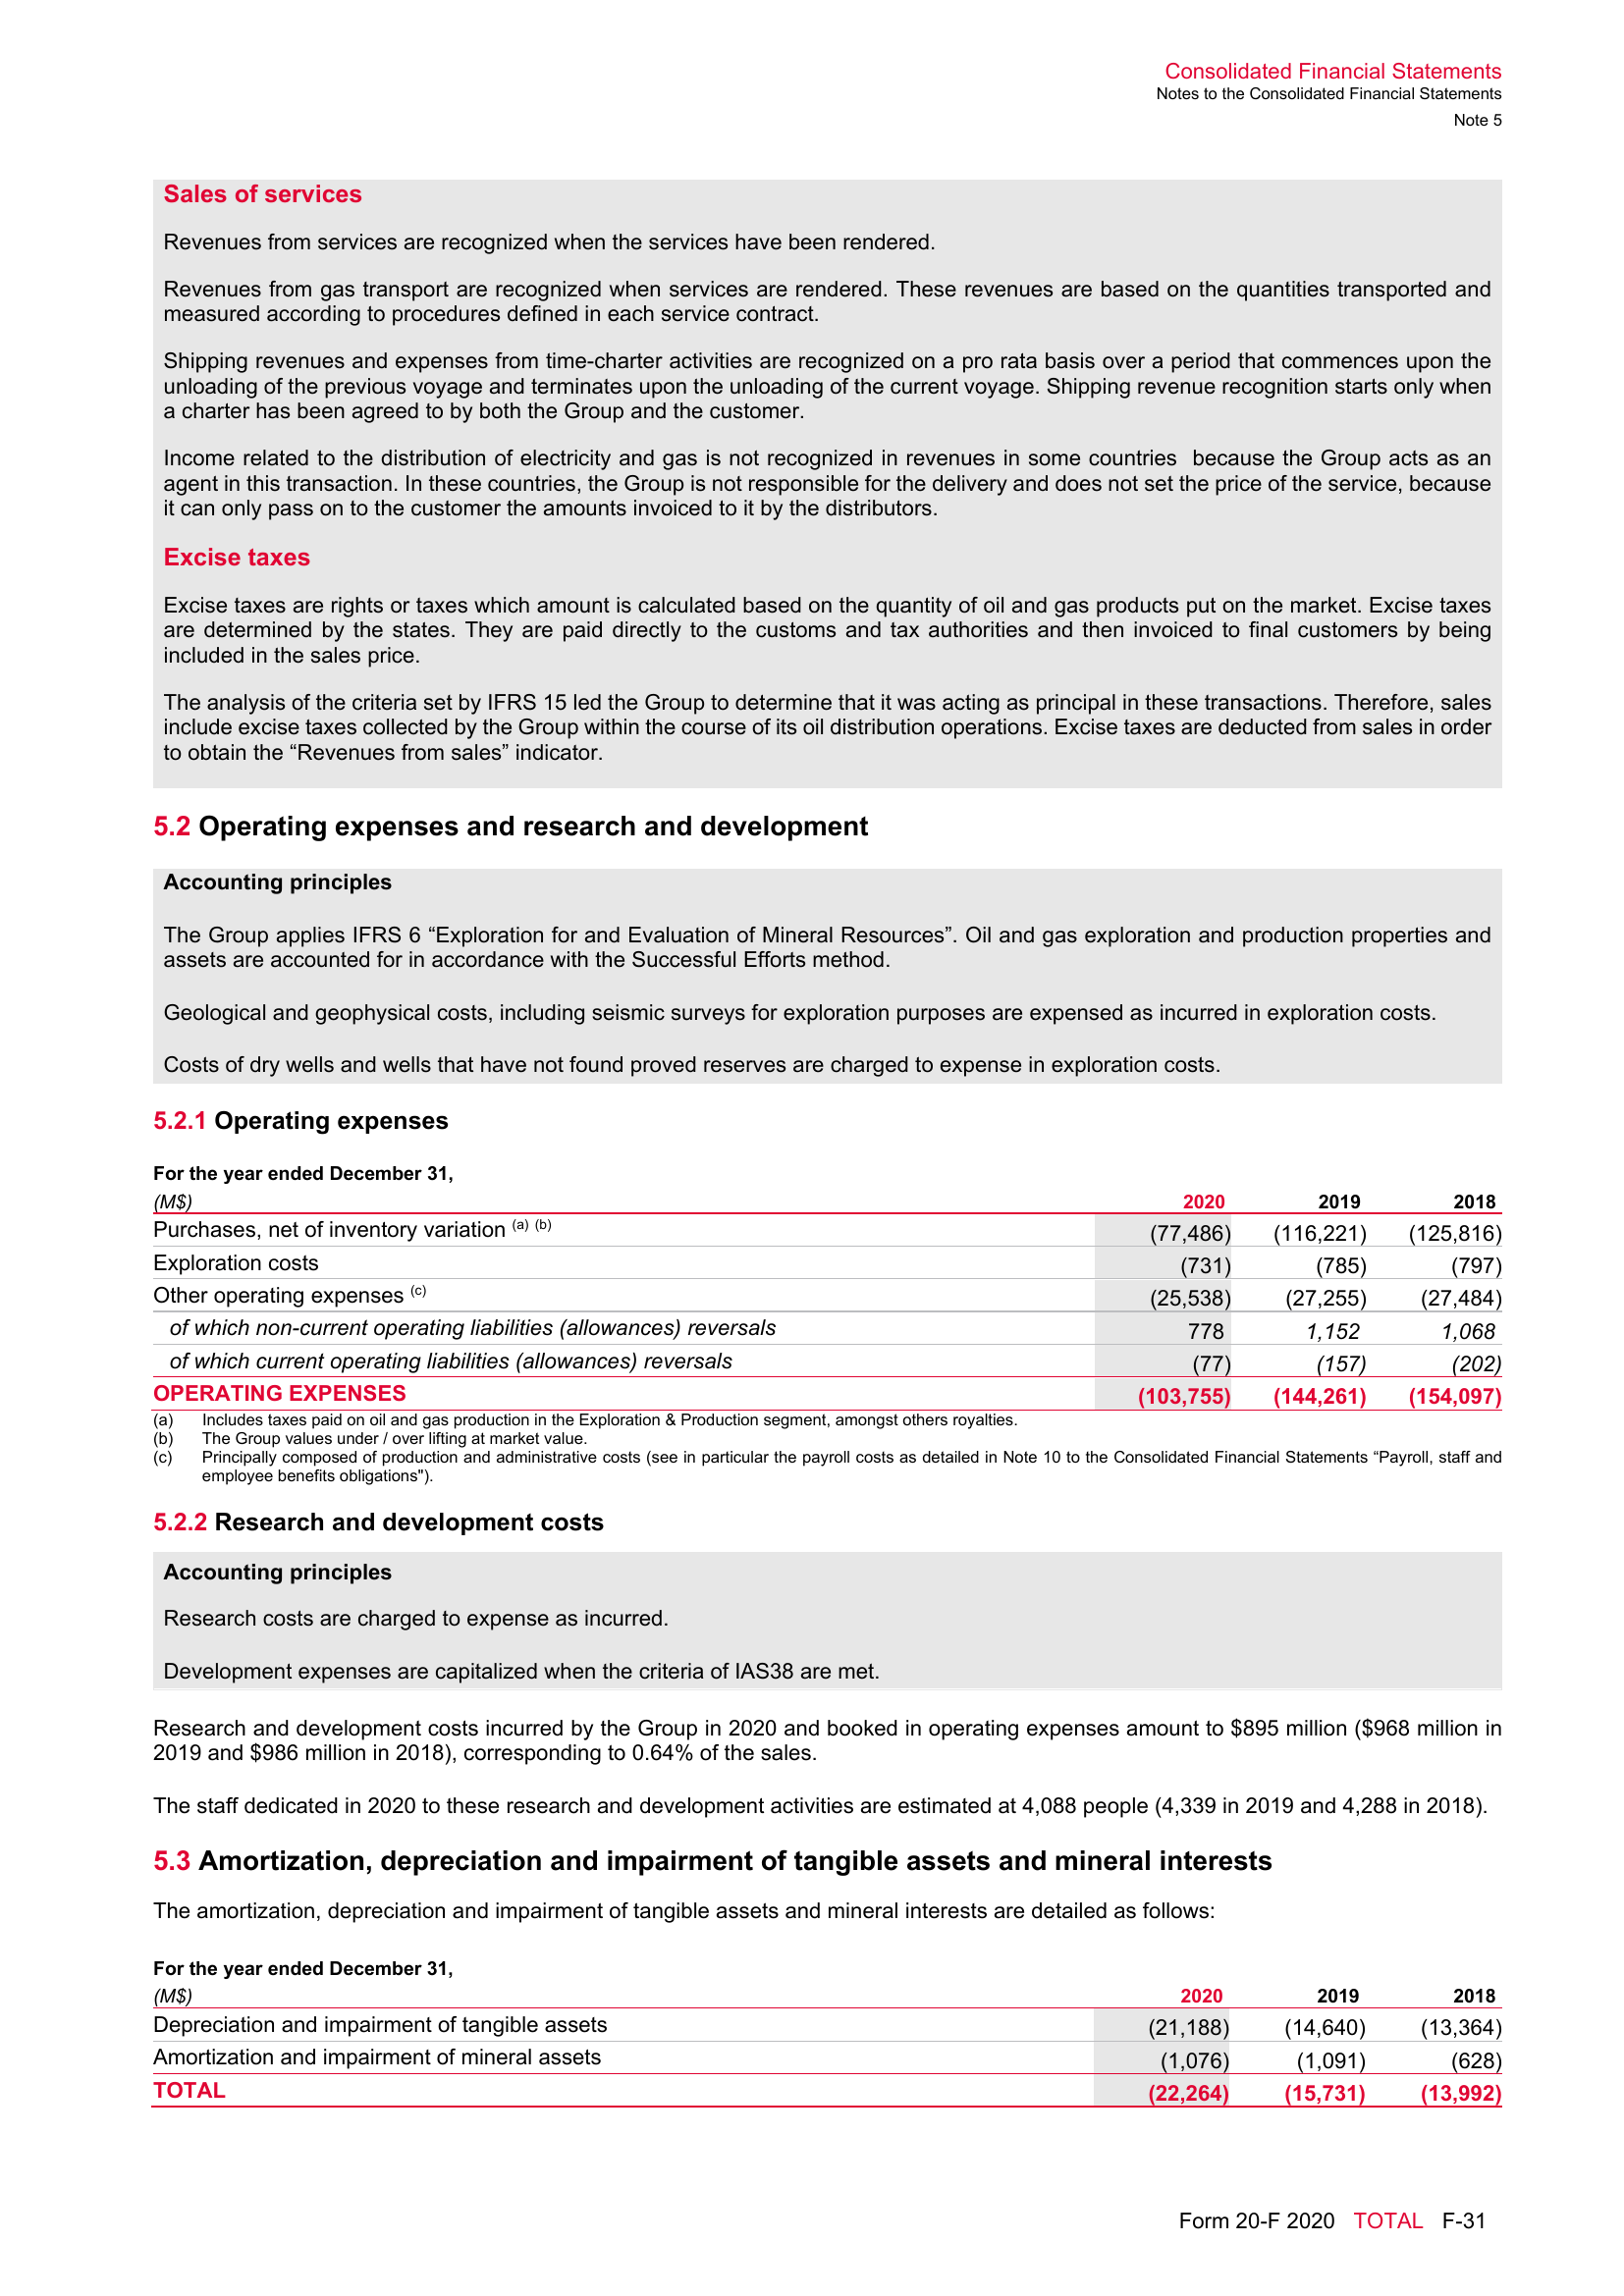 Consolidated Financial Statements
Notes to the Consolidated Financial Statements
Note 5
Sales of services
Revenues from services are recognized when the services have been rendered.
Revenues from gas transport are recognized when services are rendered. These revenues are based on the quantities transported and
measured according to procedures defined in each service contract.
Shipping revenues and expenses from time-charter activities are recognized on a pro rata basis over a period that commences upon the
unloading of the previous voyage and terminates upon the unloading of the current voyage. Shipping revenue recognition starts only when
a charter has been agreed to by both the Group and the customer.
Income related to the distribution of electricity and gas is not recognized in revenues in some countries  because the Group acts as an
agent in this transaction. In these countries, the Group is not responsible for the delivery and does not set the price of the service, because
it can only pass on to the customer the amounts invoiced to it by the distributors.
Excise taxes
Excise taxes are rights or taxes which amount is calculated based on the quantity of oil and gas products put on the market. Excise taxes
are determined by the states. They are paid directly to the customs and tax authorities and then invoiced to final customers by being
included in the sales price.
The analysis of the criteria set by IFRS 15 led the Group to determine that it was acting as principal in these transactions. Therefore, sales
include excise taxes collected by the Group within the course of its oil distribution operations. Excise taxes are deducted from sales in order
to obtain the “Revenues from sales” indicator.
5.2 Operating expenses and research and development
Accounting principles
The Group applies IFRS 6 “Exploration for and Evaluation of Mineral Resources”. Oil and gas exploration and production properties and
assets are accounted for in accordance with the Successful Efforts method.
Geological and geophysical costs, including seismic surveys for exploration purposes are expensed as incurred in exploration costs.
Costs of dry wells and wells that have not found proved reserves are charged to expense in exploration costs.
5.2.1 Operating expenses
For the year ended December 31,
(M$) 2020 2019 2018
Purchases, net of inventory variation (a) (b) (77,486) (116,221) (125,816)
Exploration costs (731) (785) (797)
Other operating expenses (c) (25,538) (27,255) (27,484)
of which non-current operating liabilities (allowances) reversals 778 1,152 1,068
of which current operating liabilities (allowances) reversals (77) (157) (202)
OPERATING EXPENSES (103,755) (144,261) (154,097)
(a) Includes taxes paid on oil and gas production in the Exploration & Production segment, amongst others royalties.
(b) The Group values under / over lifting at market value.
(c) Principally composed of production and administrative costs (see in particular the payroll costs as detailed in Note 10 to the Consolidated Financial Statements “Payroll, staff and
employee benefits obligations").
5.2.2 Research and development costs
Accounting principles
Research costs are charged to expense as incurred.
Development expenses are capitalized when the criteria of IAS38 are met.
Research and development costs incurred by the Group in 2020 and booked in operating expenses amount to $895 million ($968 million in
2019 and $986 million in 2018), corresponding to 0.64% of the sales.
The staff dedicated in 2020 to these research and development activities are estimated at 4,088 people (4,339 in 2019 and 4,288 in 2018).
5.3 Amortization, depreciation and impairment of tangible assets and mineral interests
The amortization, depreciation and impairment of tangible assets and mineral interests are detailed as follows:
For the year ended December 31,
(M$) 2020 2019 2018
Depreciation and impairment of tangible assets (21,188) (14,640) (13,364)
Amortization and impairment of mineral assets (1,076) (1,091) (628)
TOTAL (22,264) (15,731) (13,992)
Form 20-F 2020 TOTAL F-31